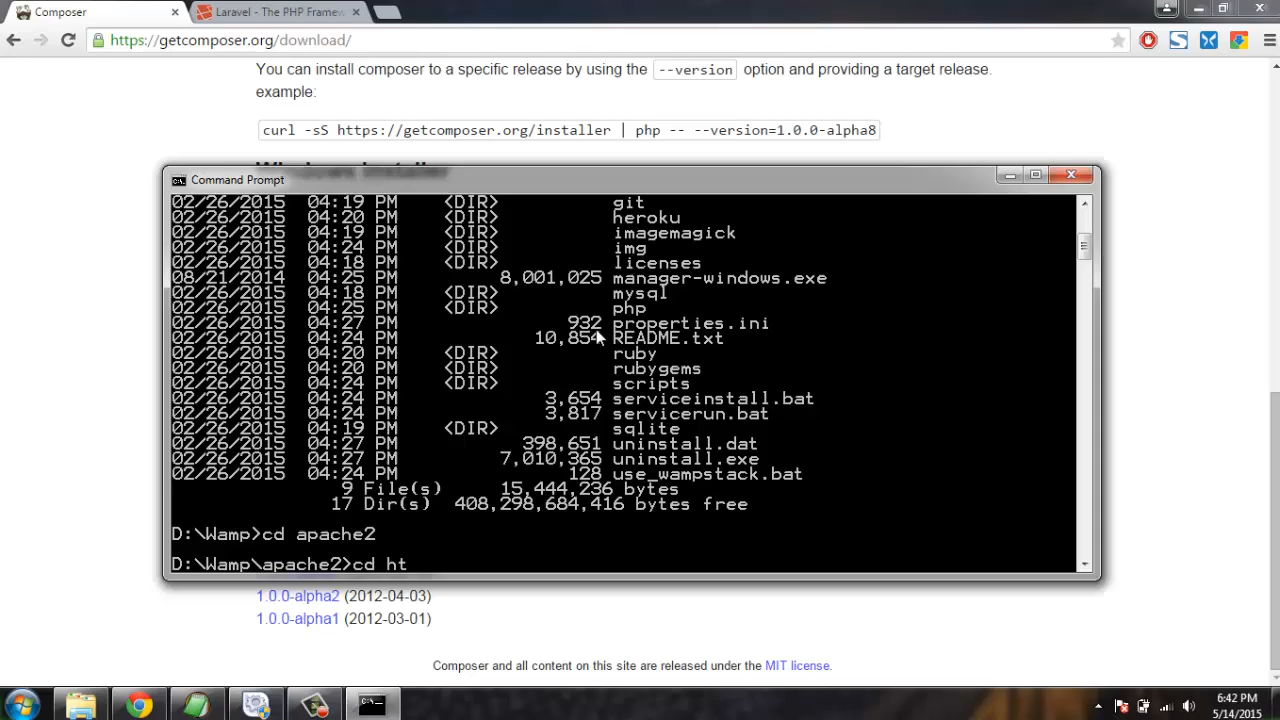 Composer
Laravel - The PHP Framew
https://getcomposer.org/download/
You can install composer to a specific release by using the --version option and providing a target release.
example:
curl -sS https://getcomposer.org/installer | php -- --version=1.0.0-alpha8
Windows Installer
Command Prompt
02/26/2015 04:19 PM <DIR> git
02/26/2015 04:20 PM <DIR> heroku
02/26/2015 04:19 PM <DIR> imagemagick
02/26/2015 04:24 PM <DIR> img
02/26/2015 04:18 PM <DIR> licenses
08/21/2014 04:25 PM 8,001,025 manager-windows.exe
02/26/2015 04:18 PM <DIR> mysql
02/26/2015 04:18 PM <DIR> php
02/26/2015 04:27 PM 932 properties.ini
02/26/2015 04:24 PM 10,854 README.txt
02/26/2015 04:20 PM <DIR> ruby
02/26/2015 04:20 PM <DIR> rubygems
02/26/2015 04:24 PM <DIR> scripts
02/26/2015 04:24 PM 3,654 serviceinstall.bat
02/26/2015 04:24 PM 3,817 servicerun.bat
02/26/2015 04:19 PM <DIR> sqlite
02/26/2015 04:27 PM 398,651 uninstall.dat
02/26/2015 04:27 PM 7,010,365 uninstall.exe
02/26/2015 04:24 PM 128 use_wampstack.bat
9 File(s) 15,444,236 bytes
17 Dir(s) 408,298,684,416 bytes free
D:\Wamp>cd apache2
D:\Wamp\apache2>cd ht
1.0.0-alpha2 (2012-04-03)
1.0.0-alpha1 (2012-03-01)
Composer and all content on this site are released under the MIT license.
6:42 PM
5/14/2015